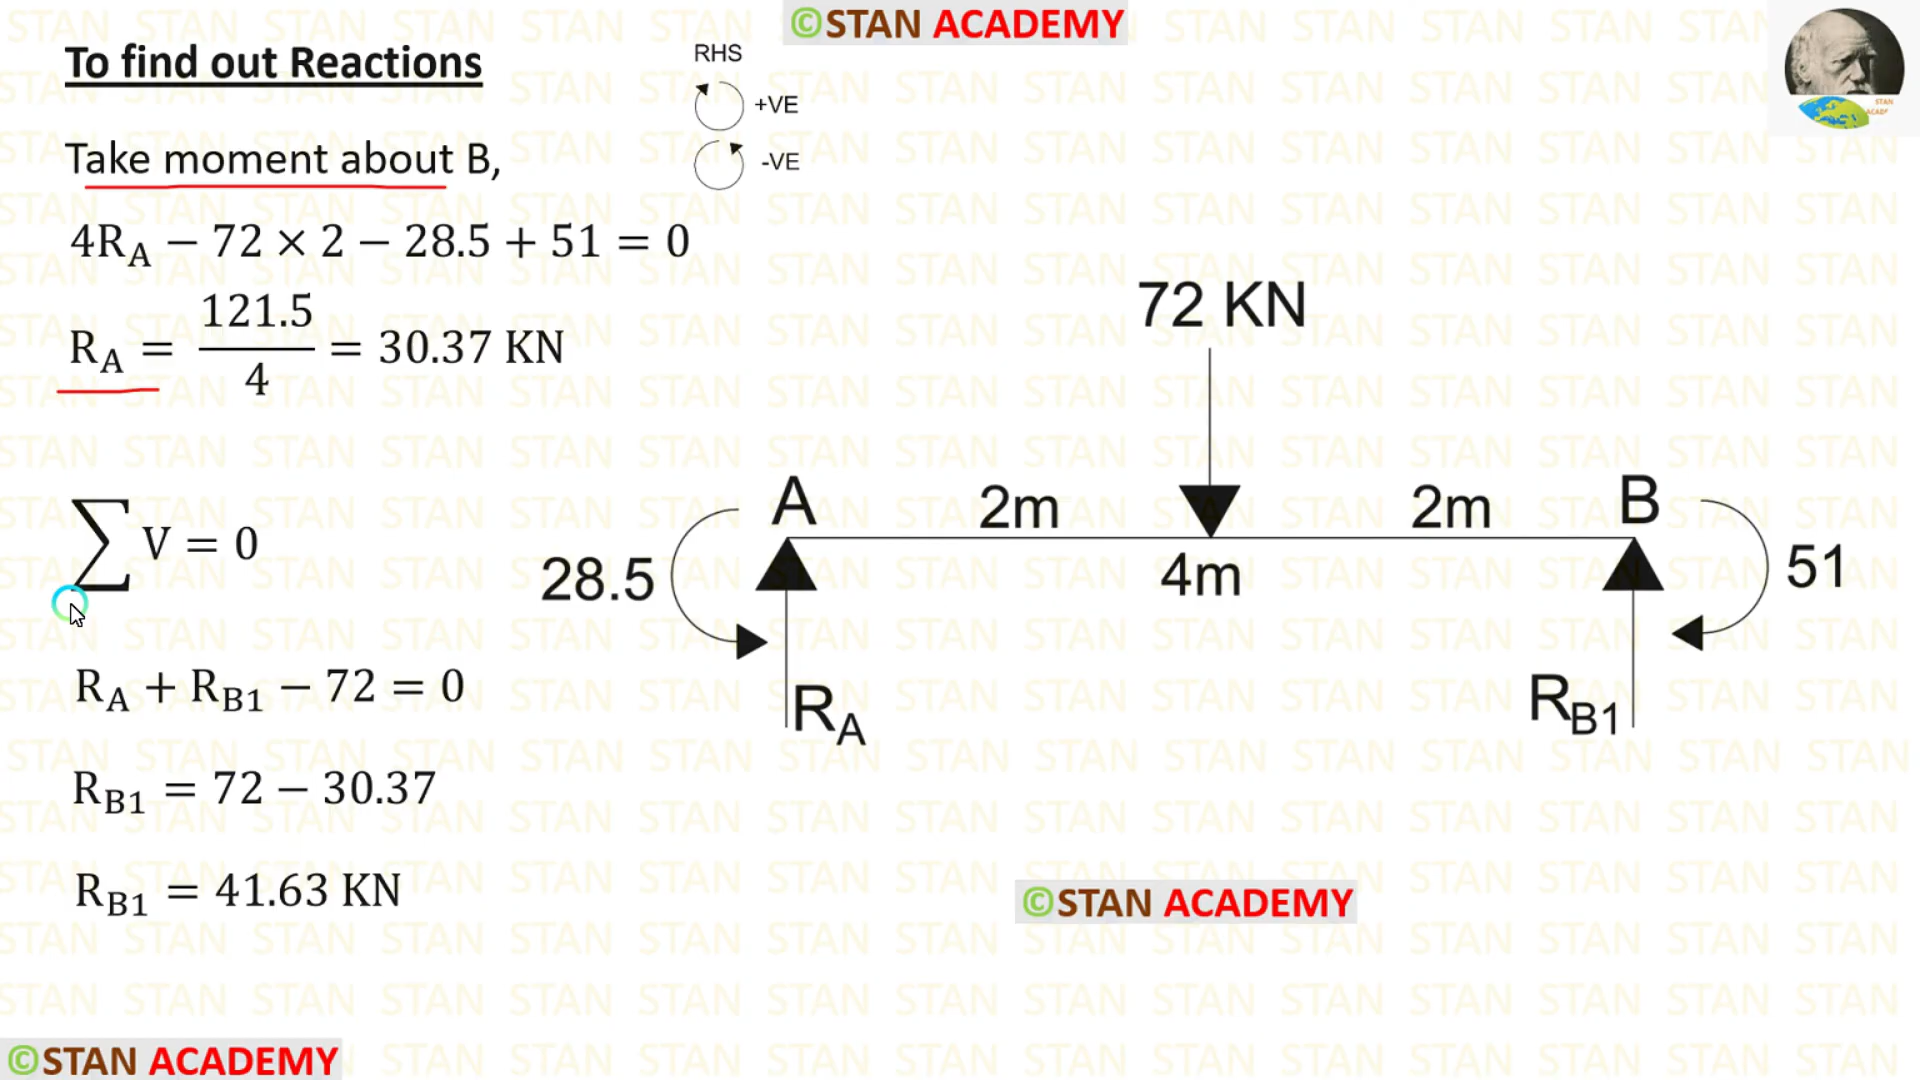 ©STAN ACADEMY
To find out Reactions
RHS
+VE
-VE
STAN
ACADE
Take moment about B,
4R_A − 72 × 2 − 28.5 + 51 = 0
R_A = 121.5/4 = 30.37 KN
72 KN
∑ V = 0
A 2m 2m B
28.5 4m 51
R_A + R_B1 − 72 = 0
R_A R_B1
R_B1 = 72 − 30.37
R_B1 = 41.63 KN
©STAN ACADEMY
©STAN ACADEMY